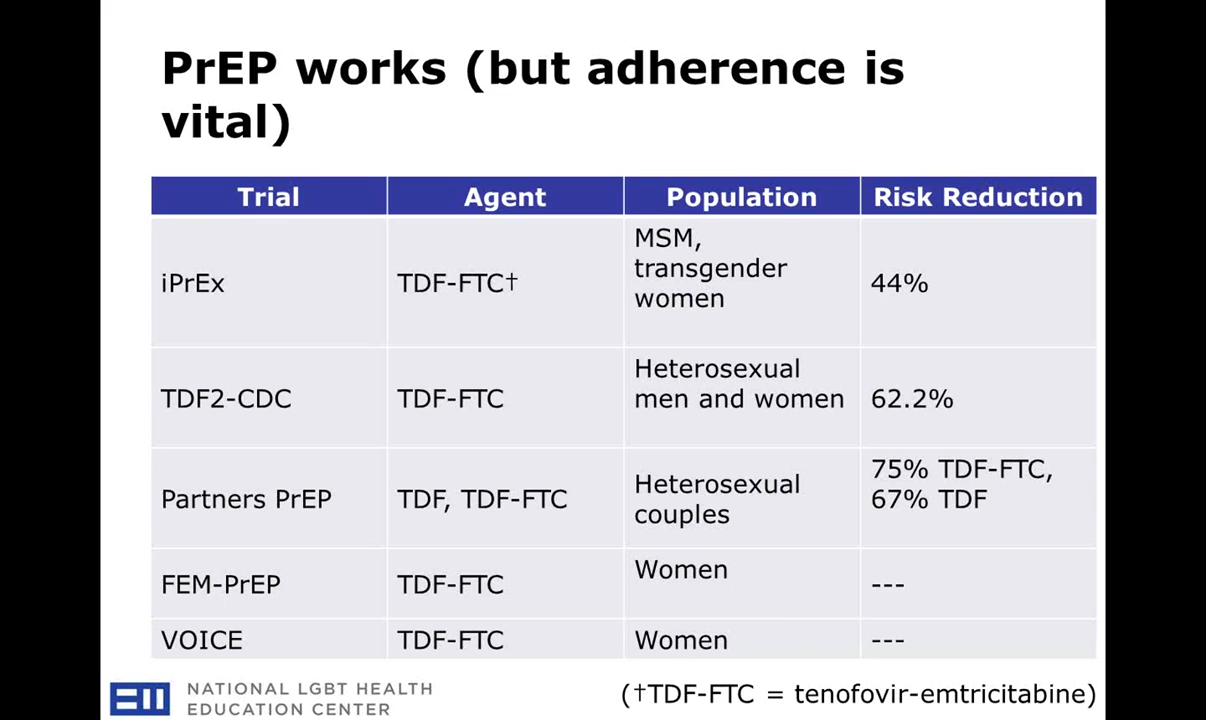 PrEP works (but adherence is
vital)
Trial Agent Population Risk Reduction
iPrEx TDF-FTC† MSM,
transgender
women 44%
TDF2-CDC TDF-FTC Heterosexual
men and women 62.2%
Partners PrEP TDF, TDF-FTC Heterosexual
couples 75% TDF-FTC,
67% TDF
FEM-PrEP TDF-FTC Women ---
VOICE TDF-FTC Women ---
NATIONAL LGBT HEALTH
EDUCATION CENTER
(†TDF-FTC = tenofovir-emtricitabine)